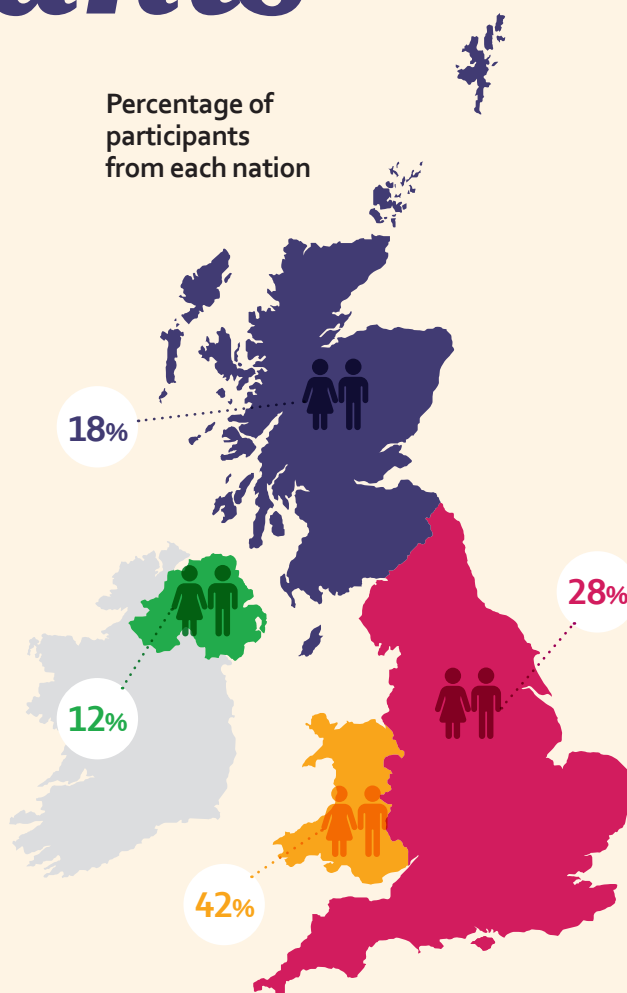 Percentage of
participants
from each nation
18%
28%
12%
42%